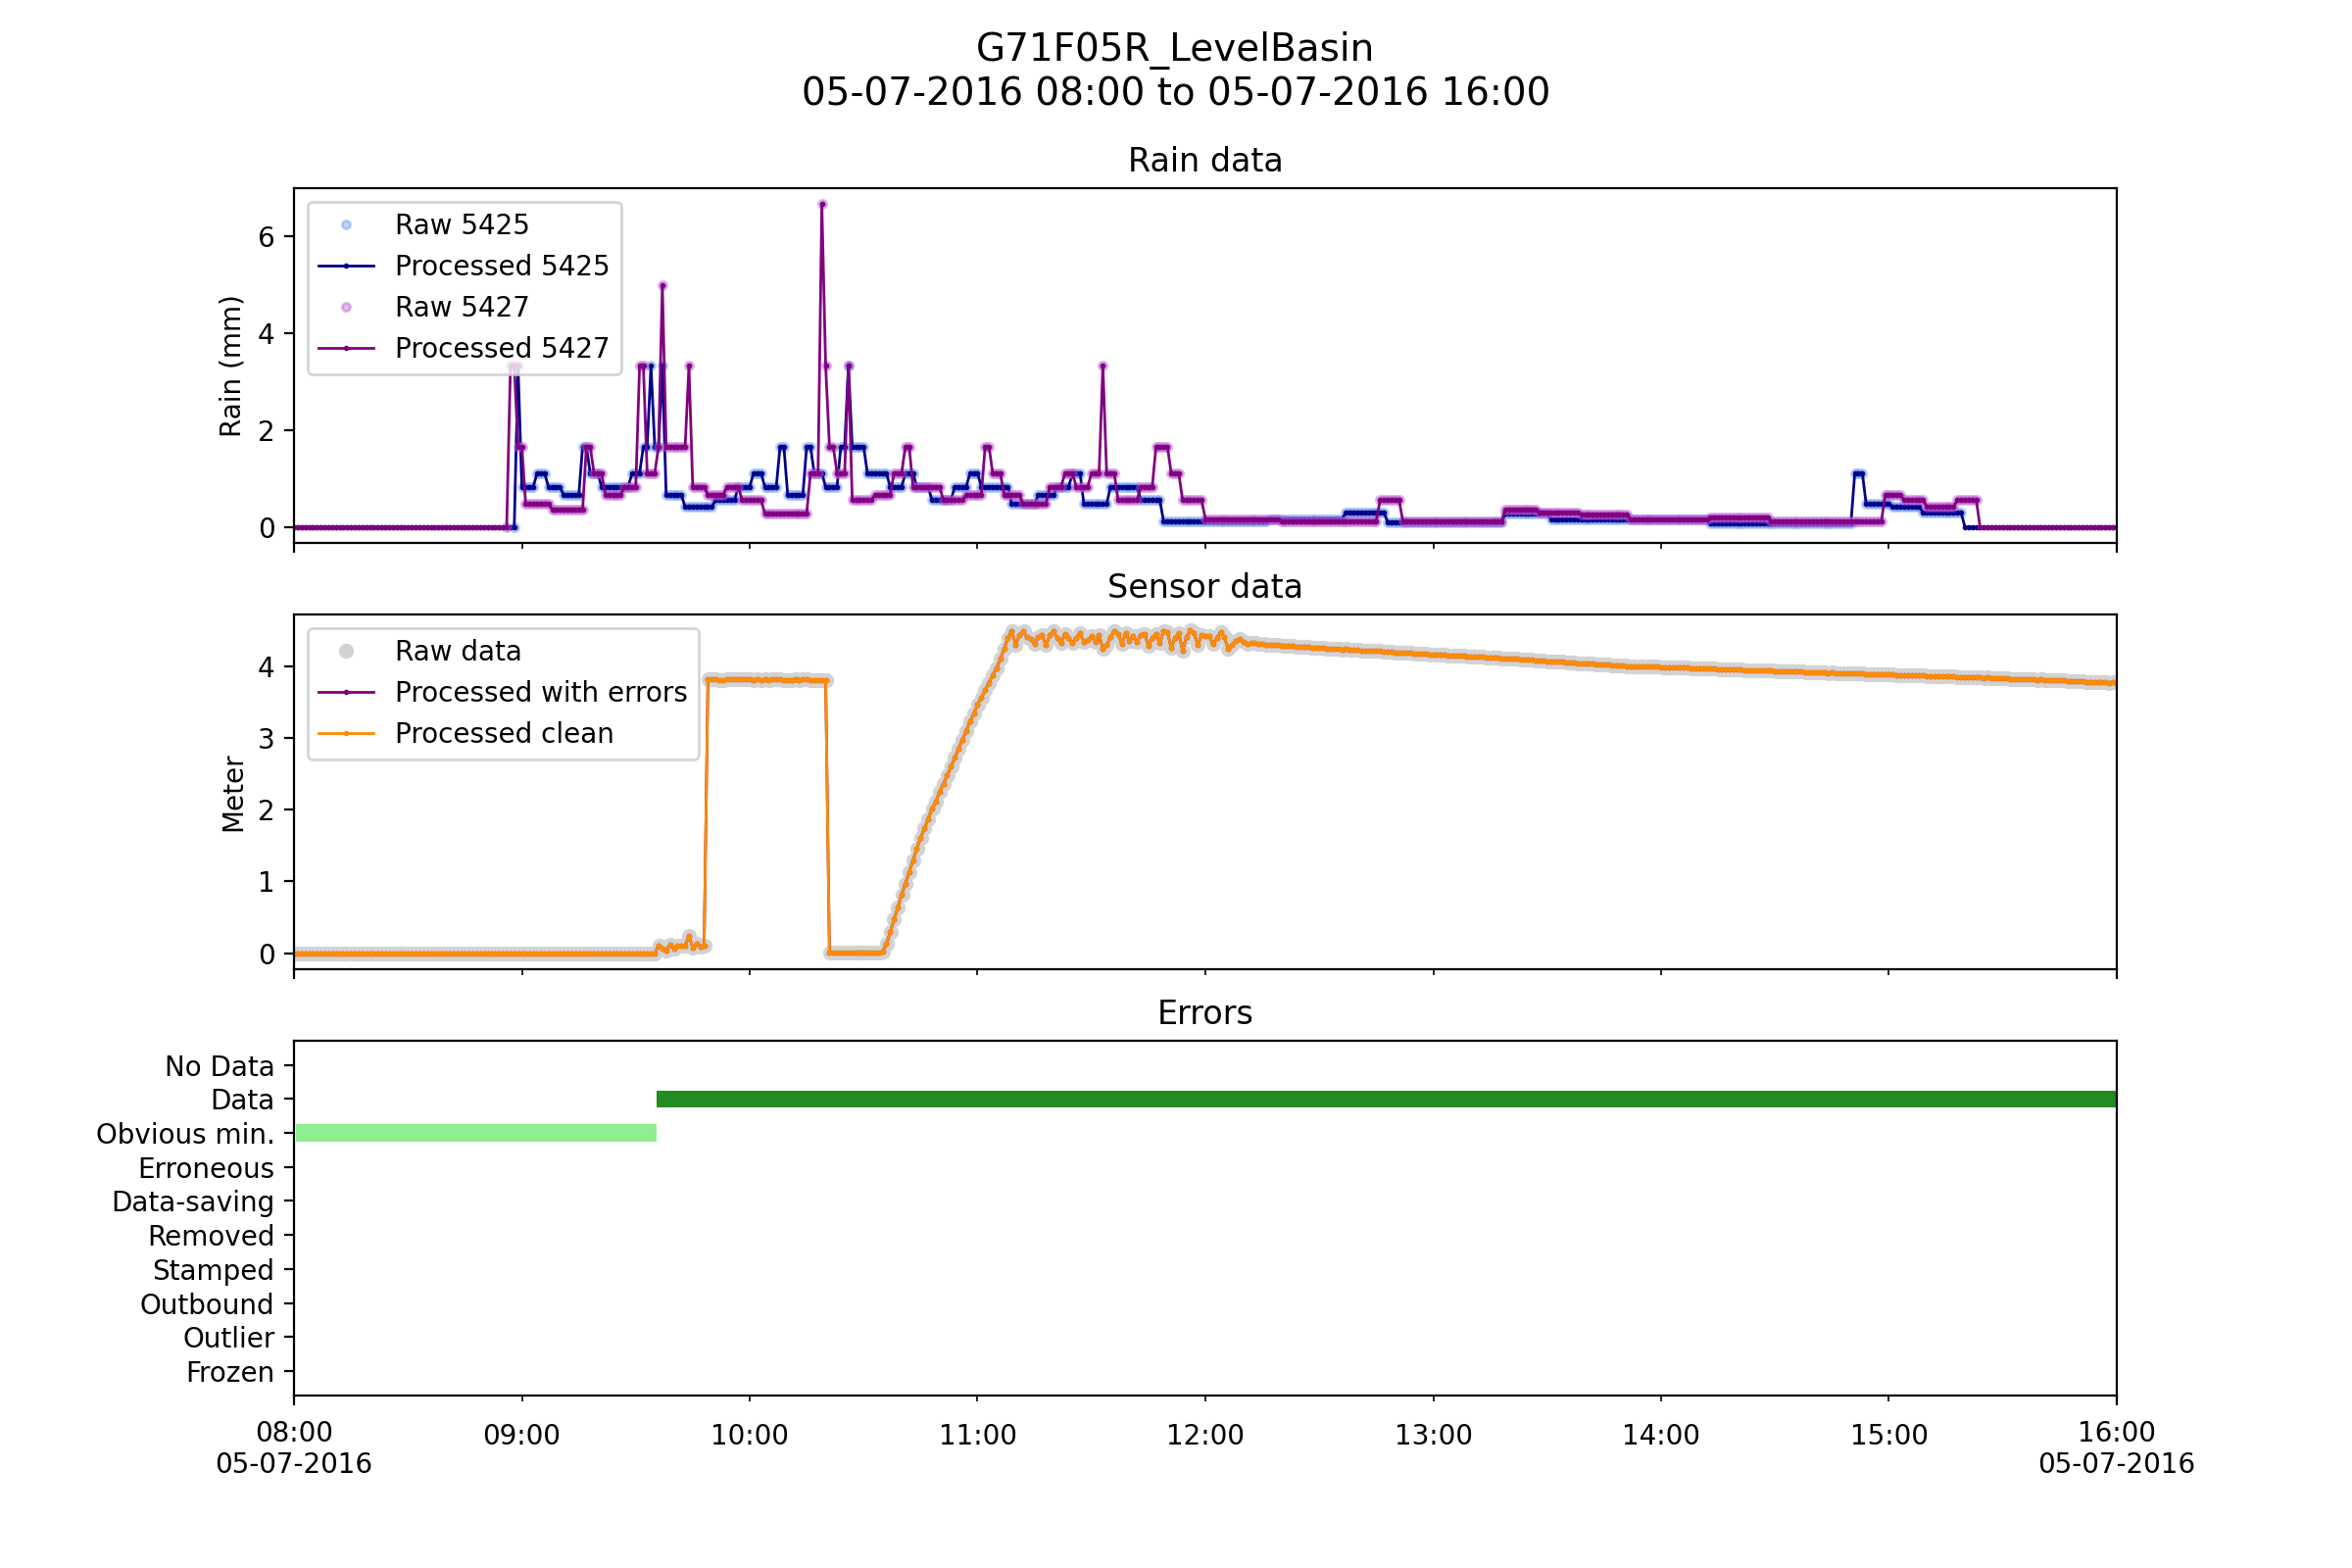 G71F05R_LevelBasin
05-07-2016 08:00 to 05-07-2016 16:00
Rain data
Rain (mm)
6
4
2
0
Raw 5425
Processed 5425
Raw 5427
Processed 5427
Sensor data
Meter
4
3
2
1
0
Raw data
Processed with errors
Processed clean
Errors
No Data
Data
Obvious min.
Erroneous
Data-saving
Removed
Stamped
Outbound
Outlier
Frozen
08:00 09:00 10:00 11:00 12:00 13:00 14:00 15:00 16:00
05-07-2016 05-07-2016